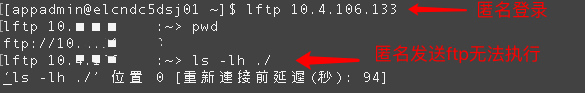 [[appadmin@elcndc5dsj01 ~]$ lftp 10.4.106.133 匿名登录
lftp 10. :~> pwd
ftp://10.
lftp 10. :~> ls -lh ./ 匿名发送ftp无法执行
‘ls -lh ./’ 位置 0 [重新連接前延遲(秒): 94]